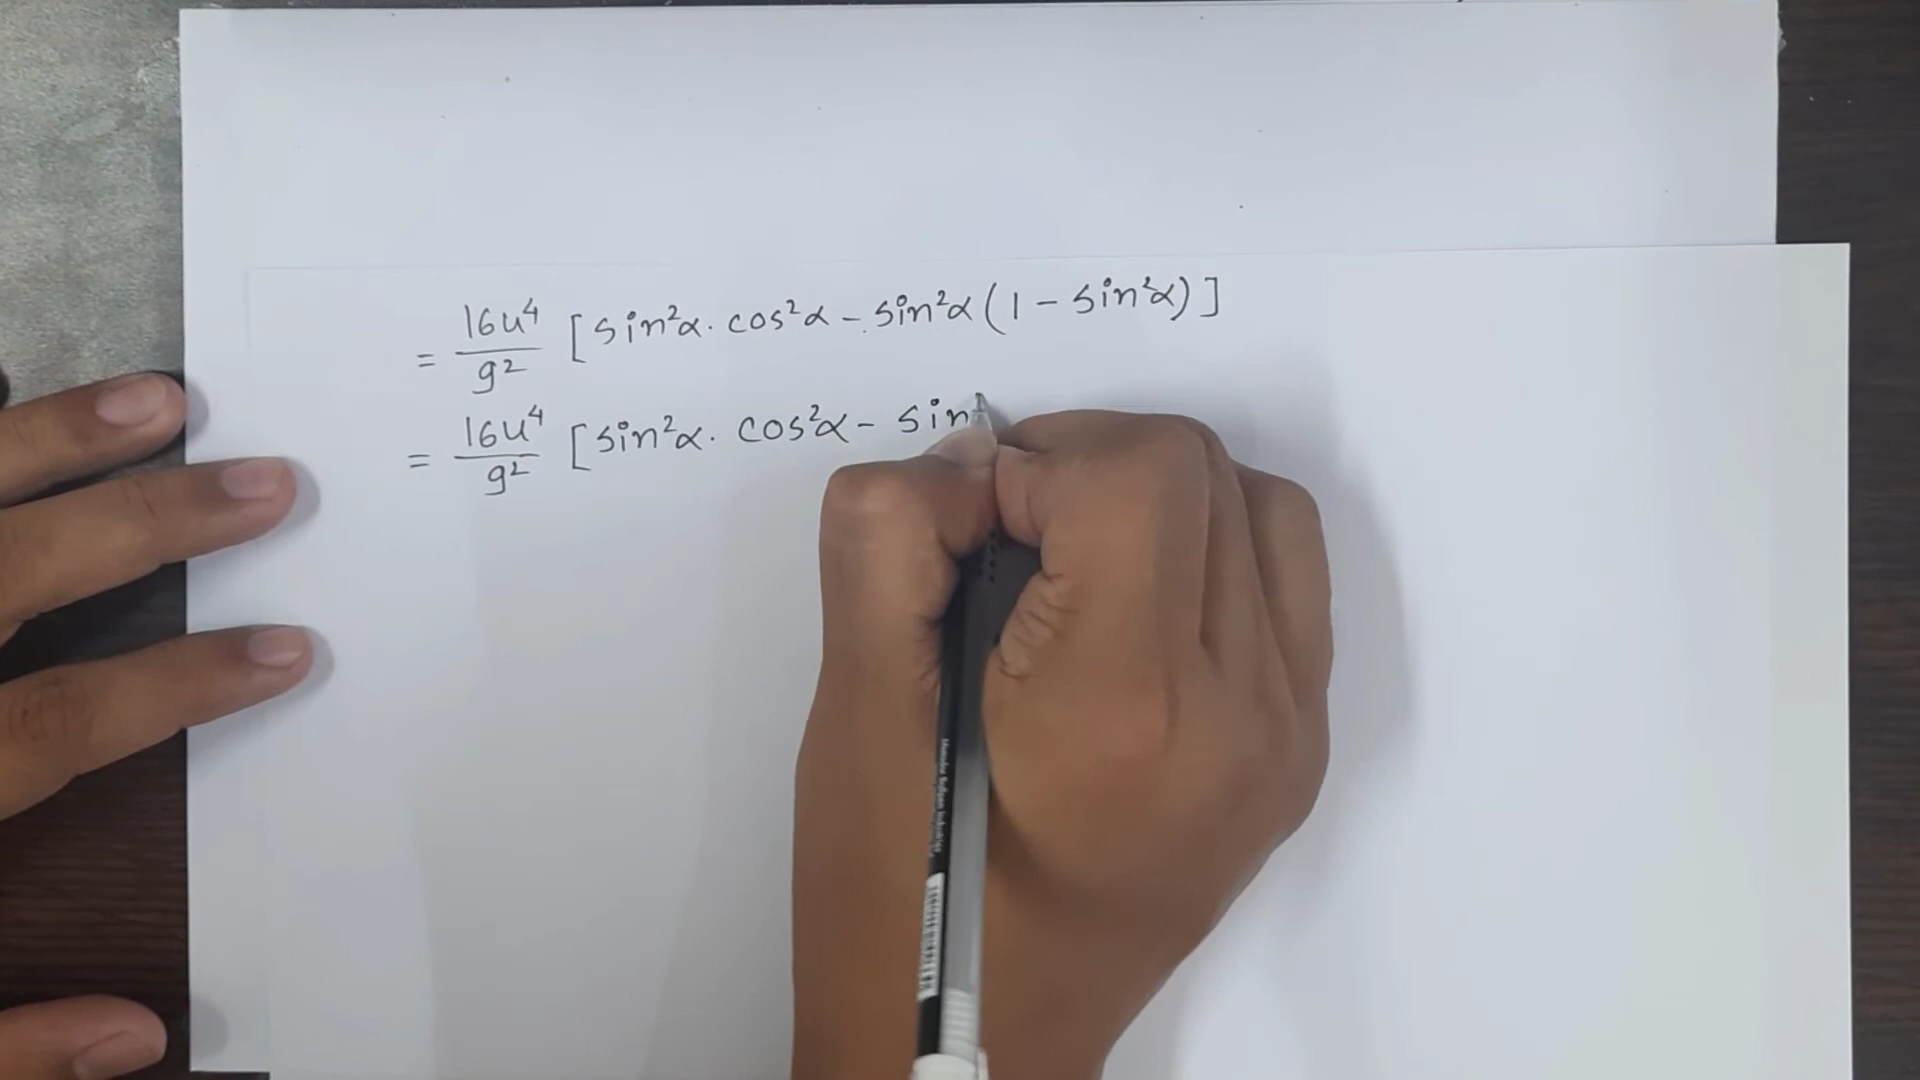 = 16u⁴/g² [sin²α. cos²α - sin²α (1 - sin²α)]
= 16u⁴/g² [sin²α. cos²α - sin